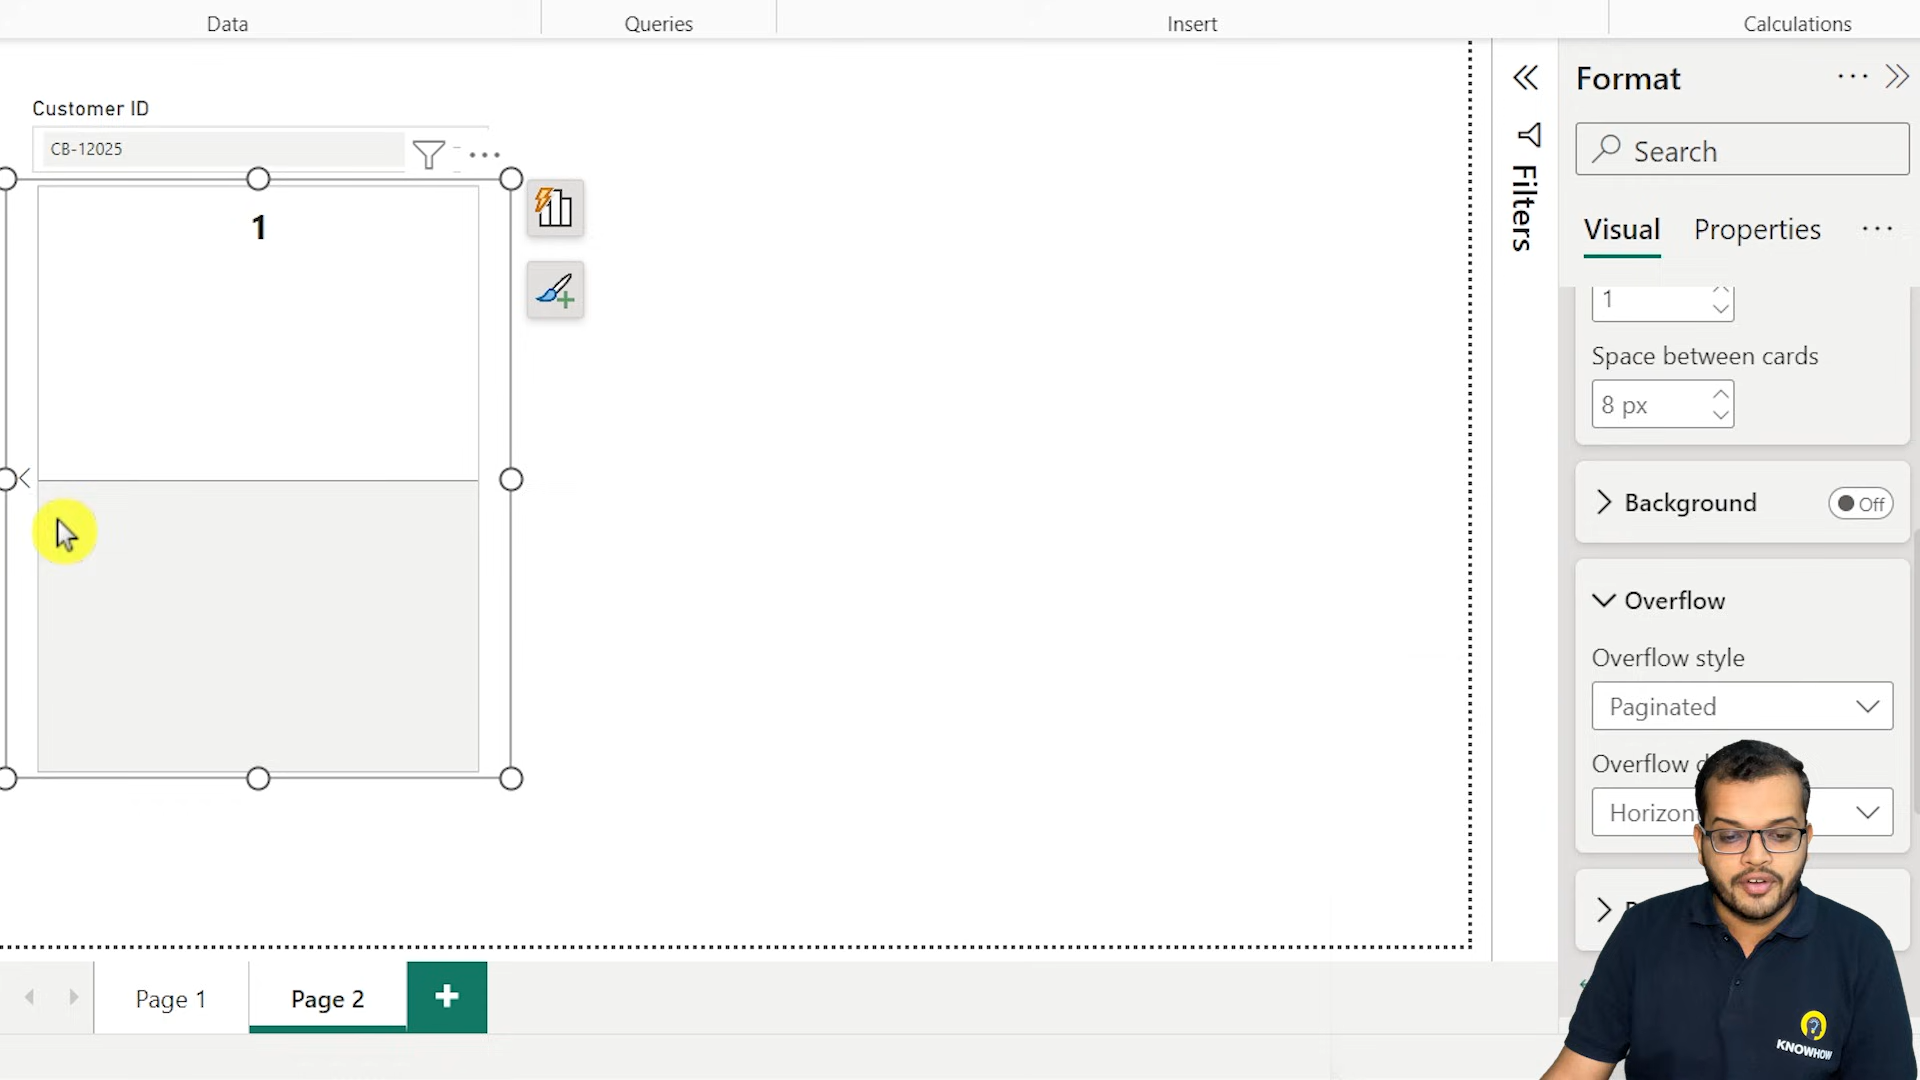 Data
Queries
Insert
Calculations
Customer ID
CB-12025
1
Filters
Format
Search
Visual
Properties
1
Space between cards
8 px
Background
Off
Overflow
Overflow style
Paginated
Overflow
KNOWHOW
Page 1
Page 2